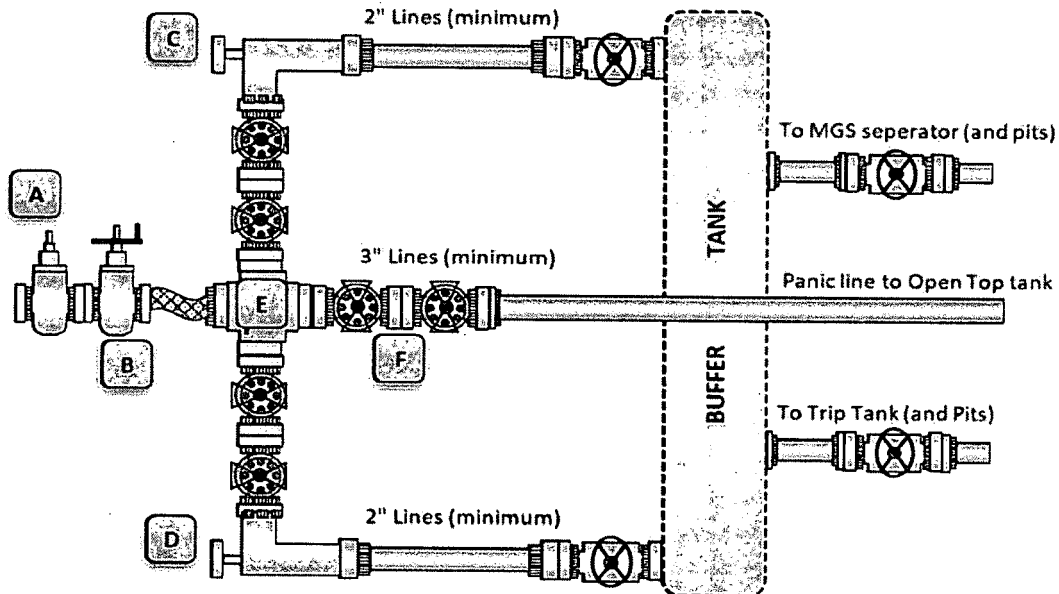 C
2" Lines (minimum)
To MGS seperator (and pits)
A
TANK
3" Lines (minimum)
Panic line to Open Top tank
E
B
F
BUFFER
To Trip Tank (and Pits)
2" Lines (minimum)
D